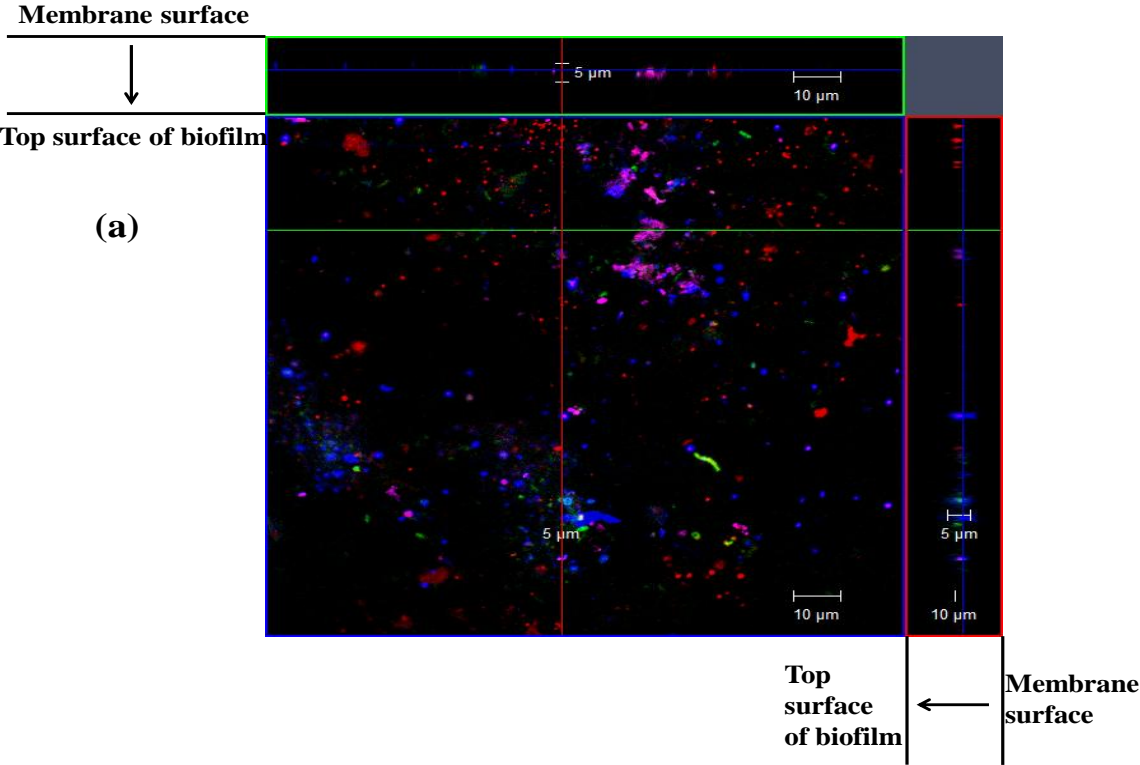 Membrane surface
5 µm
10 µm
Top surface of biofilm
(a)
5 µm
5 µm
10 µm
10 µm
Top
surface
of biofilm
Membrane
surface